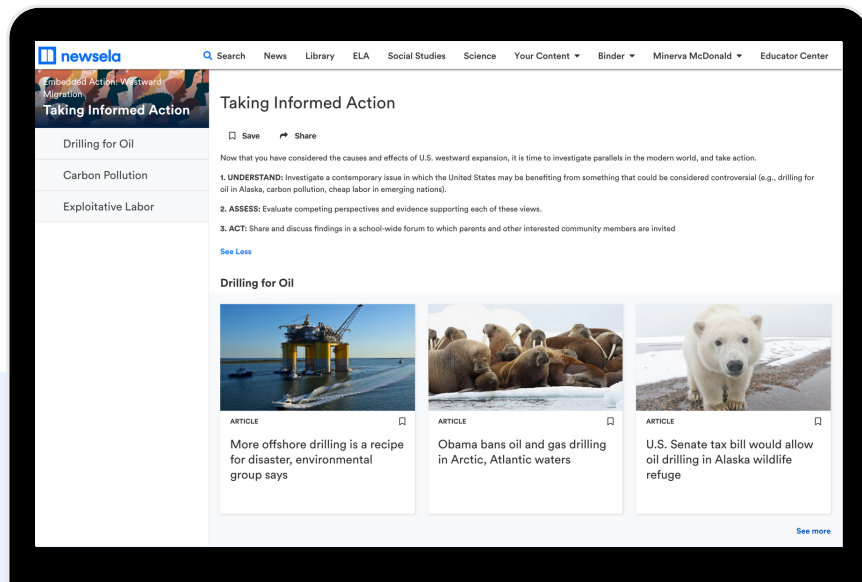 newsela
Search News Library ELA Social Studies Science Your Content Binder Minerva McDonald Educator Center
Embedded Action: Westward
Migration
Taking Informed Action
Drilling for Oil
Carbon Pollution
Exploitative Labor
Taking Informed Action
Save Share
Now that you have considered the causes and effects of U.S. westward expansion, it is time to investigate parallels in the modern world, and take action.
1. UNDERSTAND: Investigate a contemporary issue in which the United States may be benefiting from something that could be considered controversial (e.g., drilling for
oil in Alaska, carbon pollution, cheap labor in emerging nations).
2. ASSESS: Evaluate competing perspectives and evidence supporting each of these views.
3. ACT: Share and discuss findings in a school-wide forum to which parents and other interested community members are invited
See Less
Drilling for Oil
ARTICLE
More offshore drilling is a recipe
for disaster, environmental
group says
ARTICLE
Obama bans oil and gas drilling
in Arctic, Atlantic waters
ARTICLE
U.S. Senate tax bill would allow
oil drilling in Alaska wildlife
refuge
See more